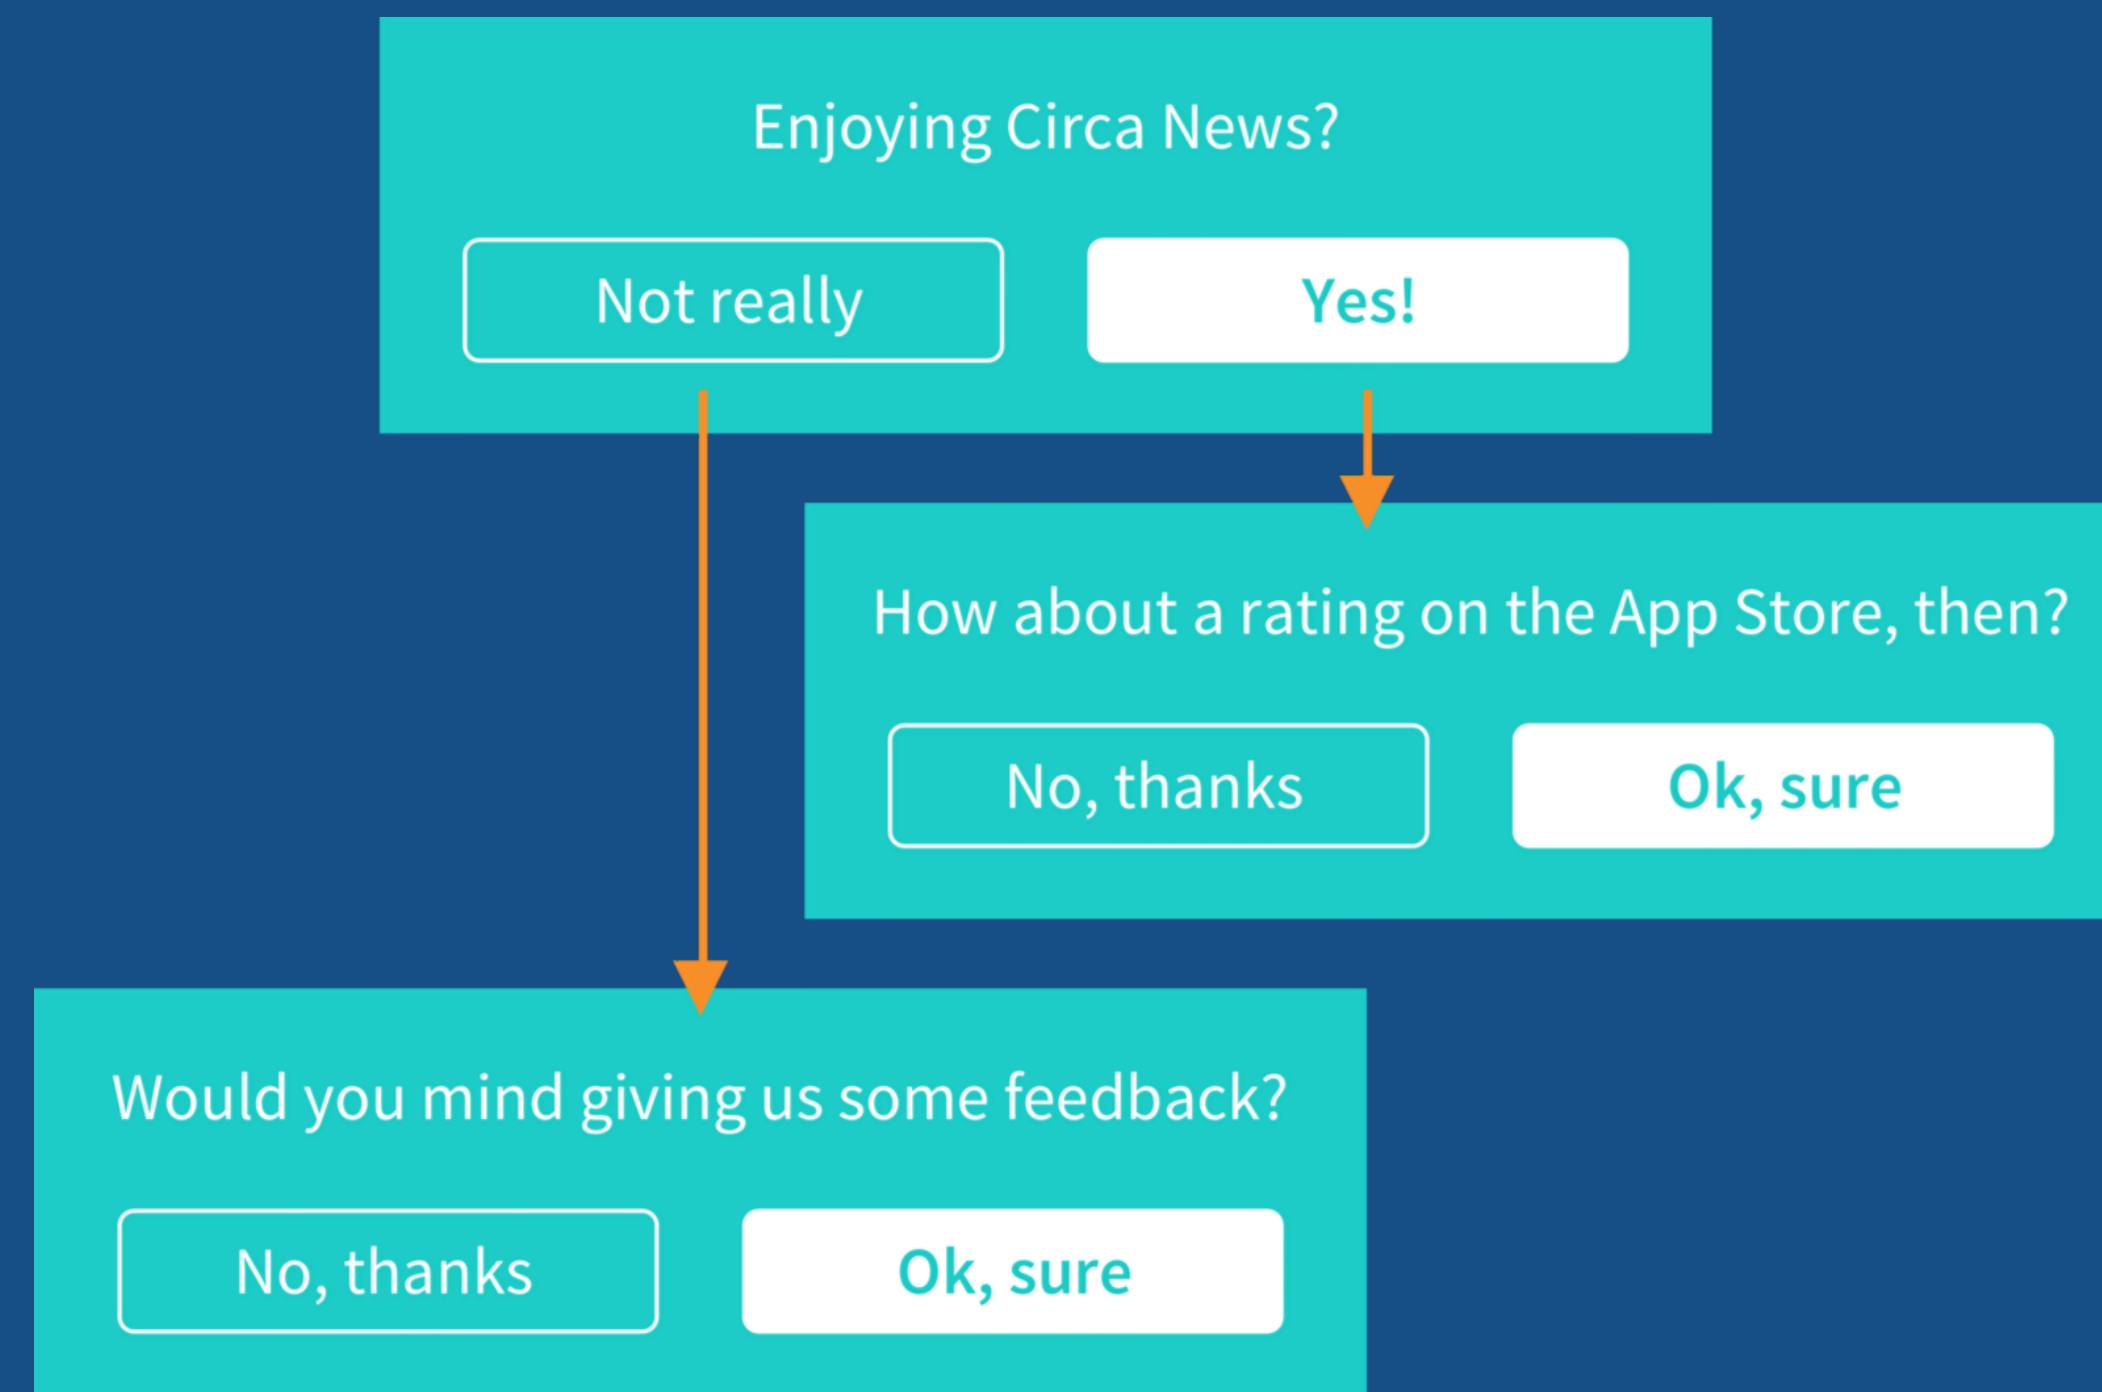 Enjoying Circa News?
Not really
Yes!
How about a rating on the App Store, then?
No, thanks
Ok, sure
Would you mind giving us some feedback?
No, thanks
Ok, sure